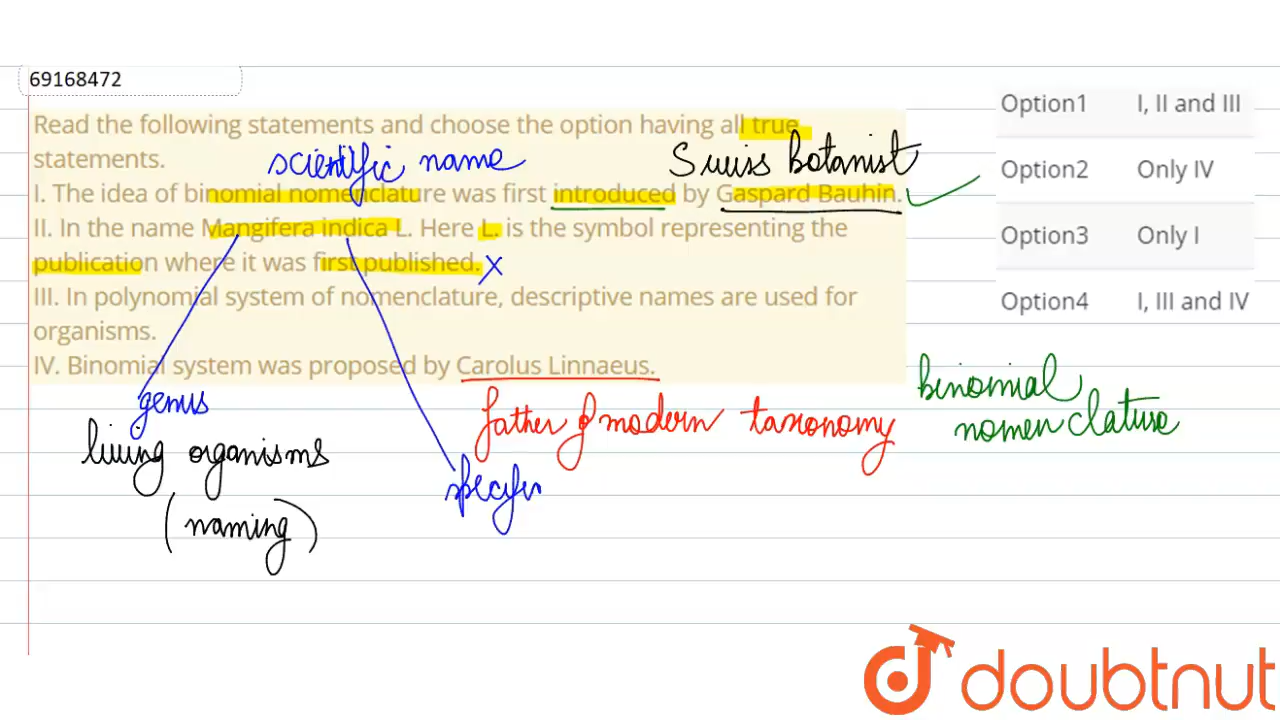 69168472
Read the following statements and choose the option having all true
statements.
scientific name
Swiss botanist
I. The idea of binomial nomenclature was first introduced by Gaspard Bauhin.
II. In the name Mangifera indica L. Here L. is the symbol representing the
publication where it was first published. X
III. In polynomial system of nomenclature, descriptive names are used for
organisms.
IV. Binomial system was proposed by Carolus Linnaeus.
Option1 I, II and III
Option2 Only IV
Option3 Only I
Option4 I, III and IV
genus
living organisms
(naming)
father of modern taxonomy
binomial
nomenclature
doubtnut